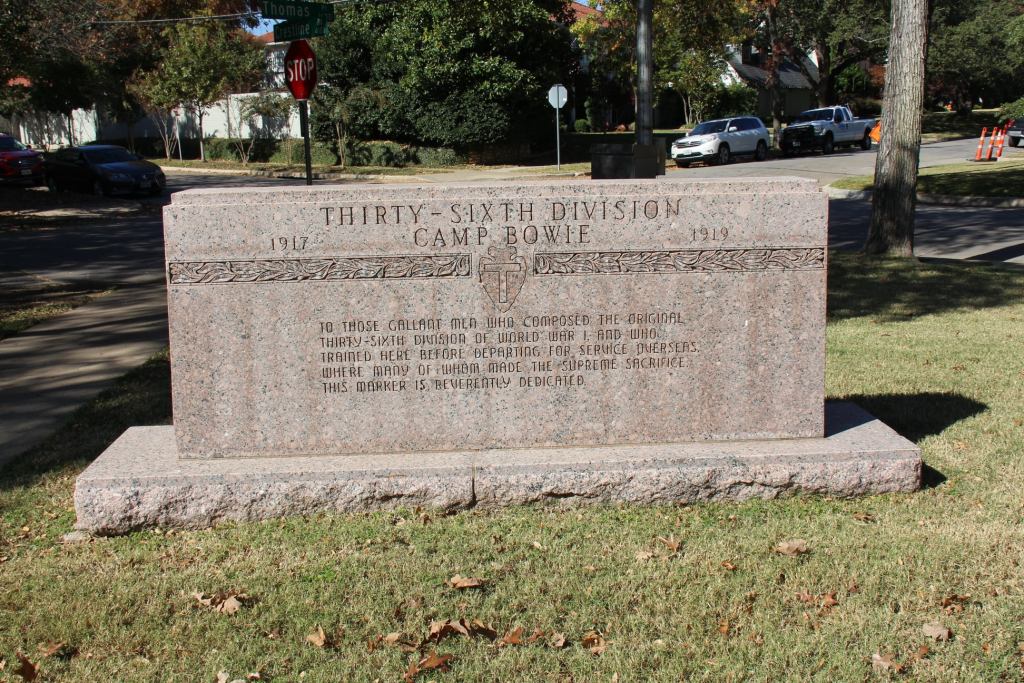 Thomas
STOP
THIRTY-SIXTH DIVISION
1917 CAMP BOWIE 1919
T
TO THOSE GALLANT MEN WHO COMPOSED THE ORIGINAL
THIRTY-SIXTH DIVISION OF WORLD WAR I, AND WHO
TRAINED HERE BEFORE DEPARTING FOR SERVICE OVERSEAS,
WHERE MANY OF WHOM MADE THE SUPREME SACRIFICE.
THIS MARKER IS REVERENTLY DEDICATED.